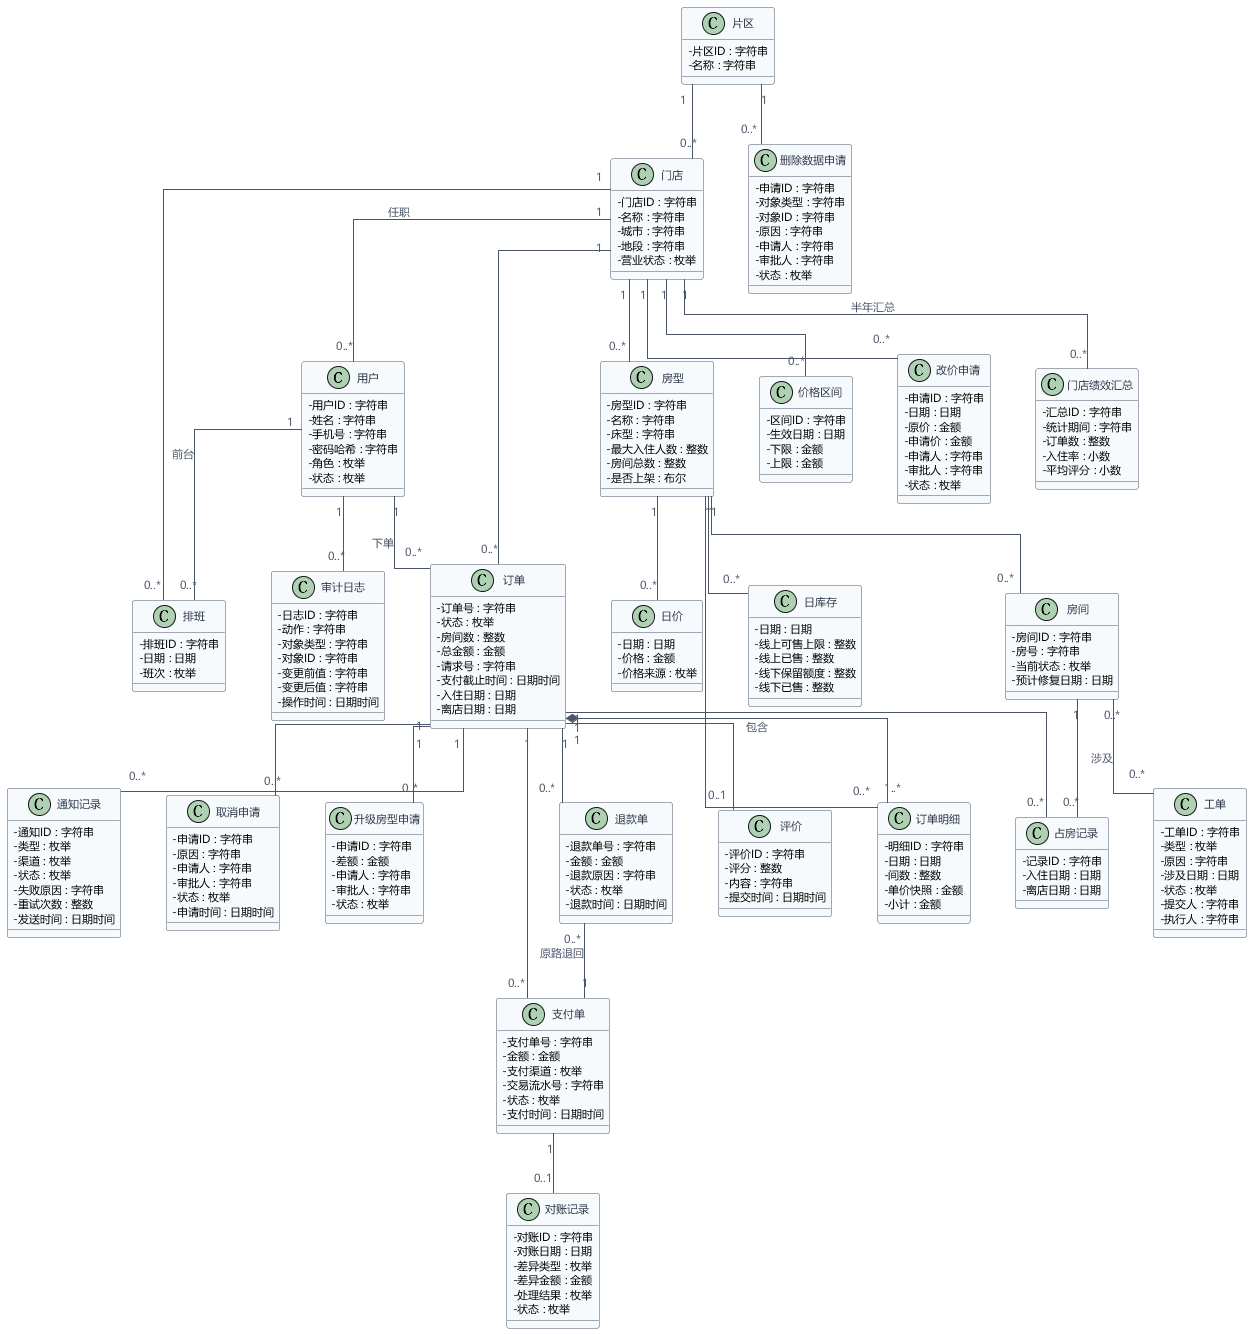 C 片区
-片区ID : 字符串
-名称 : 字符串
1
1
0..*
0..*
C 门店
-门店ID : 字符串
-名称 : 字符串
-城市 : 字符串
-地段 : 字符串
-营业状态 : 枚举
C 删除数据申请
-申请ID : 字符串
-对象类型 : 字符串
-对象ID : 字符串
-原因 : 字符串
-申请人 : 字符串
-审批人 : 字符串
-状态 : 枚举
1
任职
1
1
1
1
1
1
半年汇总
0..*
0..*
0..*
0..*
0..*
C 用户
-用户ID : 字符串
-姓名 : 字符串
-手机号 : 字符串
-密码哈希 : 字符串
-角色 : 枚举
-状态 : 枚举
C 房型
-房型ID : 字符串
-名称 : 字符串
-床型 : 字符串
-最大入住人数 : 整数
-房间总数 : 整数
-是否上架 : 布尔
C 价格区间
-区间ID : 字符串
-生效日期 : 日期
-下限 : 金额
-上限 : 金额
C 改价申请
-申请ID : 字符串
-日期 : 日期
-原价 : 金额
-申请价 : 金额
-申请人 : 字符串
-审批人 : 字符串
-状态 : 枚举
C 门店绩效汇总
-汇总ID : 字符串
-统计期间 : 字符串
-订单数 : 整数
-入住率 : 小数
-平均评分 : 小数
1
前台
1
1
下单
1
1
1
0..*
0..*
0..*
0..*
0..*
0..*
0..*
0..*
C 排班
-排班ID : 字符串
-日期 : 日期
-班次 : 枚举
C 审计日志
-日志ID : 字符串
-动作 : 字符串
-对象类型 : 字符串
-对象ID : 字符串
-变更前值 : 字符串
-变更后值 : 字符串
-操作时间 : 日期时间
C 订单
-订单号 : 字符串
-状态 : 枚举
-房间数 : 整数
-总金额 : 金额
-请求号 : 字符串
-支付截止时间 : 日期时间
-入住日期 : 日期
-离店日期 : 日期
C 日价
-日期 : 日期
-价格 : 金额
-价格来源 : 枚举
C 日库存
-日期 : 日期
-线上可售上限 : 整数
-线上已售 : 整数
-线下保留额度 : 整数
-线下已售 : 整数
C 房间
-房间ID : 字符串
-房号 : 字符串
-当前状态 : 枚举
-预计修复日期 : 日期
1
1
1
1
1
1
1
包含
1
0..*
涉及
0..*
0..*
0..*
0..*
0..1
0..*
0..*
0..*
0..*
C 通知记录
-通知ID : 字符串
-类型 : 枚举
-渠道 : 枚举
-状态 : 枚举
-失败原因 : 字符串
-重试次数 : 整数
-发送时间 : 日期时间
C 取消申请
-申请ID : 字符串
-原因 : 字符串
-申请人 : 字符串
-审批人 : 字符串
-状态 : 枚举
-申请时间 : 日期时间
C 升级房型申请
-申请ID : 字符串
-差额 : 金额
-申请人 : 字符串
-审批人 : 字符串
-状态 : 枚举
C 退款单
-退款单号 : 字符串
-金额 : 金额
-退款原因 : 字符串
-状态 : 枚举
-退款时间 : 日期时间
C 评价
-评价ID : 字符串
-评分 : 整数
-内容 : 字符串
-提交时间 : 日期时间
C 订单明细
-明细ID : 字符串
-日期 : 日期
-间数 : 整数
-单价快照 : 金额
-小计 : 金额
C 占房记录
-记录ID : 字符串
-入住日期 : 日期
-离店日期 : 日期
C 工单
-工单ID : 字符串
-类型 : 枚举
-原因 : 字符串
-涉及日期 : 日期
-状态 : 枚举
-提交人 : 字符串
-执行人 : 字符串
0..*
原路退回
0..*
1
C 支付单
-支付单号 : 字符串
-金额 : 金额
-支付渠道 : 枚举
-交易流水号 : 字符串
-状态 : 枚举
-支付时间 : 日期时间
1
0..1
C 对账记录
-对账ID : 字符串
-对账日期 : 日期
-差异类型 : 枚举
-差异金额 : 金额
-处理结果 : 枚举
-状态 : 枚举